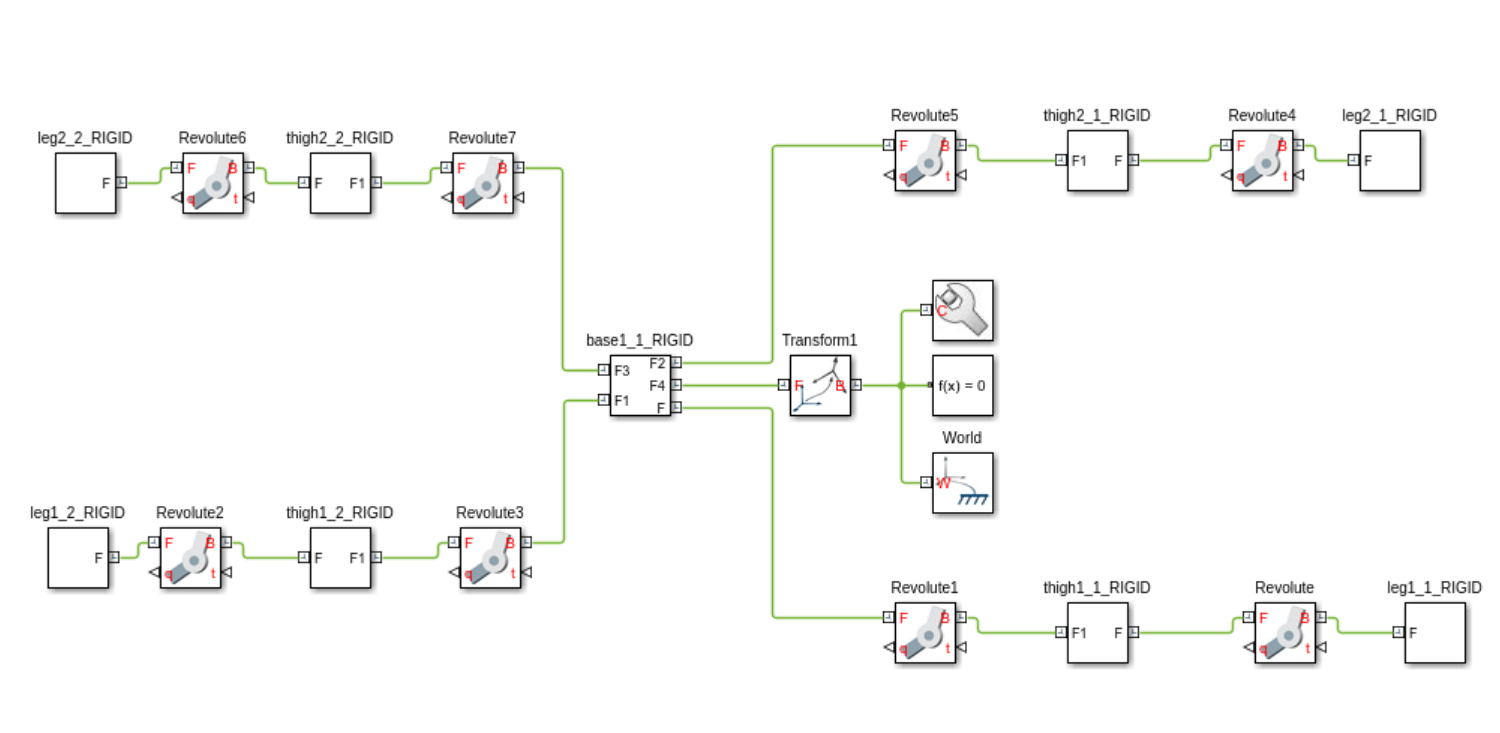 leg2_2_RIGID
F
Revolute6
F B
q t
thigh2_2_RIGID
F F1
Revolute7
F B
q t
Revolute5
F B
q t
thigh2_1_RIGID
F1 F
Revolute4
F B
q t
leg2_1_RIGID
F
base1_1_RIGID
F3 F2
F4
F1 F
Transform1
F B
C
f(x) = 0
World
W
leg1_2_RIGID
F
Revolute2
F B
q t
thigh1_2_RIGID
F F1
Revolute3
F B
q t
Revolute1
F B
q t
thigh1_1_RIGID
F1 F
Revolute
F B
q t
leg1_1_RIGID
F